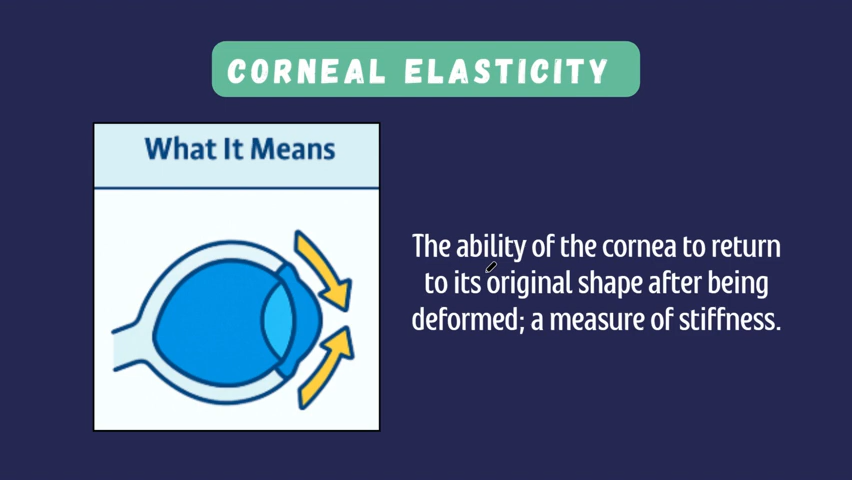 CORNEAL ELASTICITY
What It Means
The ability of the cornea to return
to its original shape after being
deformed; a measure of stiffness.